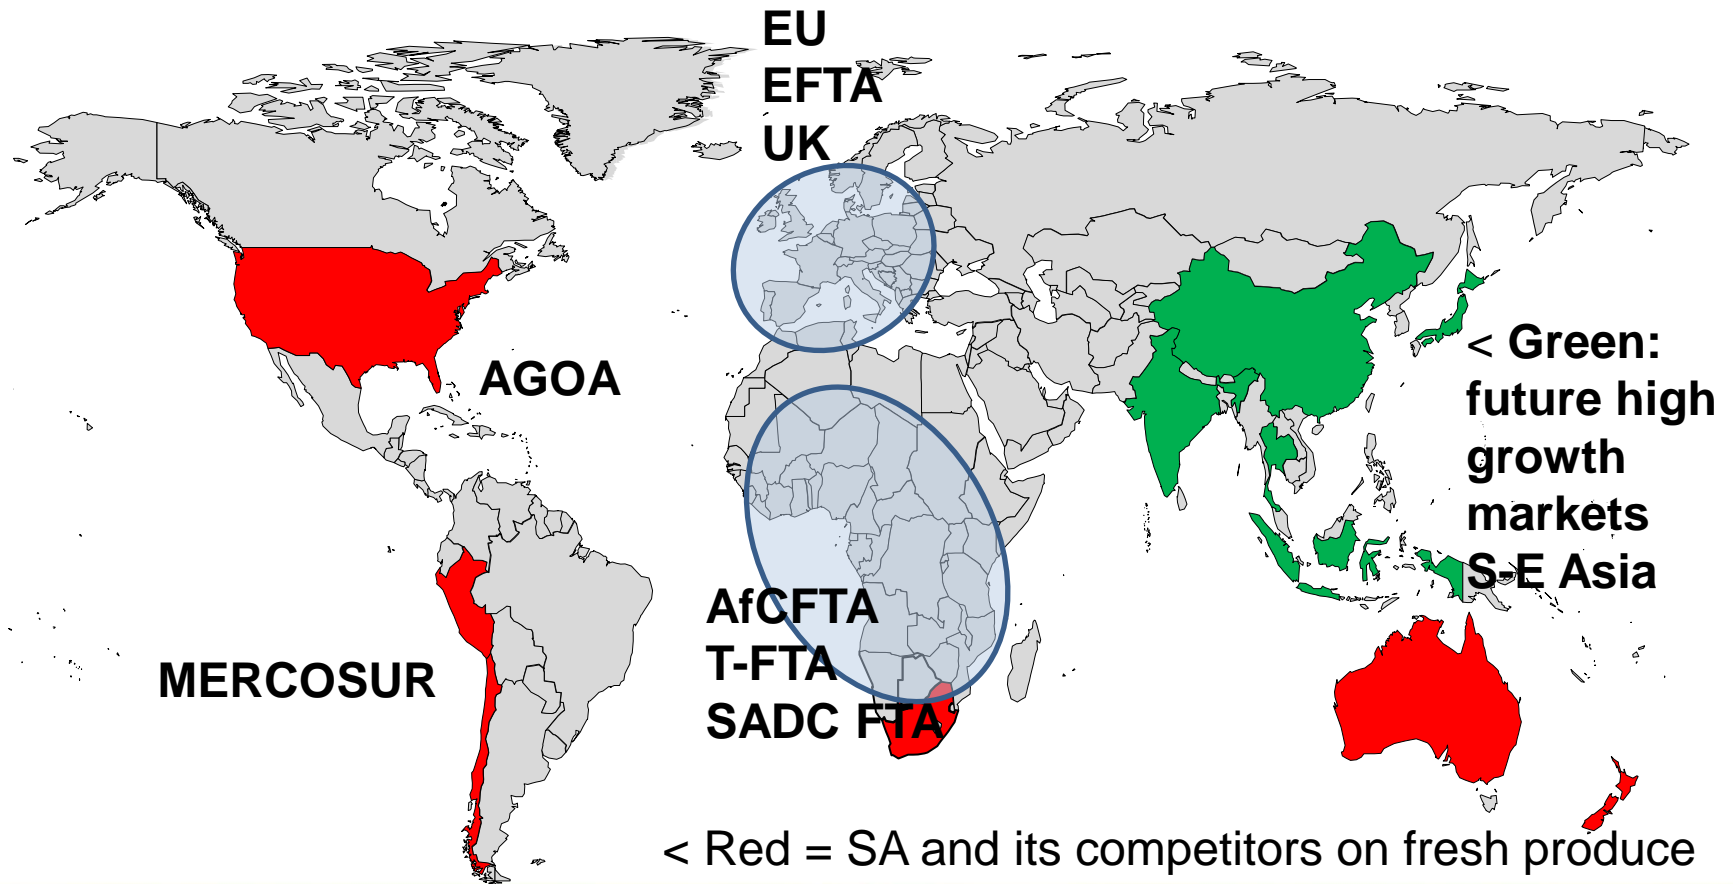 EU
EFTA
UK
AGOA
< Green:
future high
growth
markets
S-E Asia
AfCFTA
T-FTA
SADC FTA
MERCOSUR
< Red = SA and its competitors on fresh produce